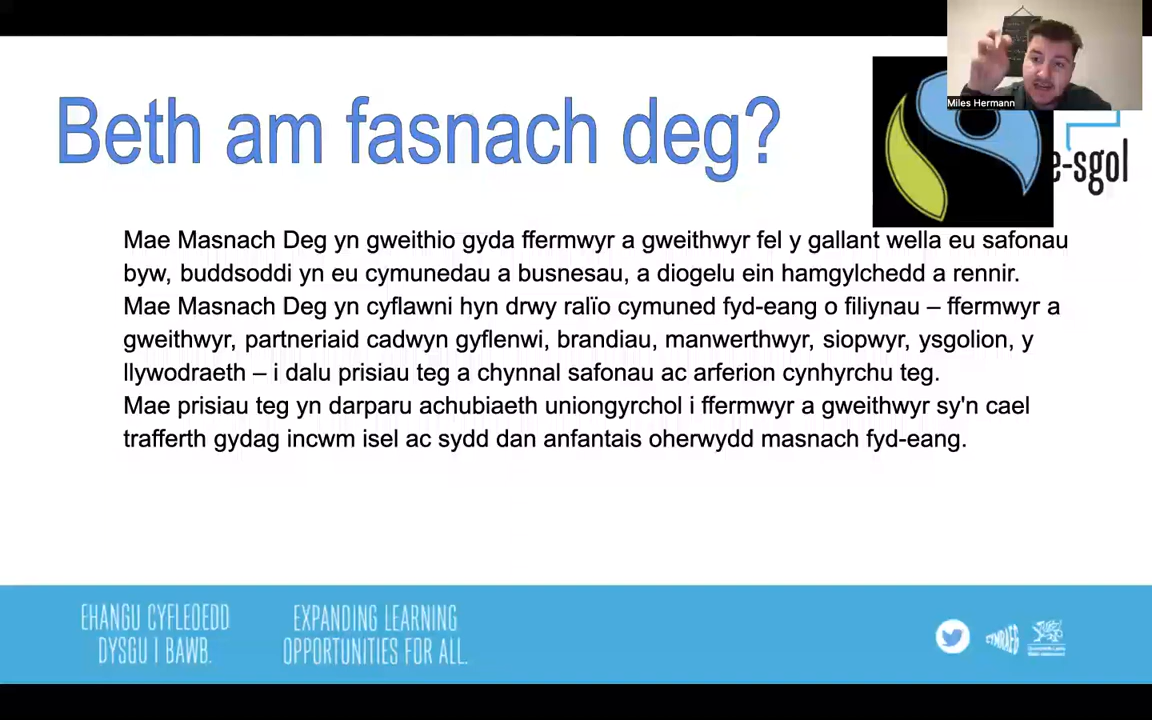 Miles Hermann
Beth am fasnach deg?
e-sgol
Mae Masnach Deg yn gweithio gyda ffermwyr a gweithwyr fel y gallant wella eu safonau
byw, buddsoddi yn eu cymunedau a busnesau, a diogelu ein hamgylchedd a rennir.
Mae Masnach Deg yn cyflawni hyn drwy ralïo cymuned fyd-eang o filiynau – ffermwyr a
gweithwyr, partneriaid cadwyn gyflenwi, brandiau, manwerthwyr, siopwyr, ysgolion, y
llywodraeth – i dalu prisiau teg a chynnal safonau ac arferion cynhyrchu teg.
Mae prisiau teg yn darparu achubiaeth uniongyrchol i ffermwyr a gweithwyr sy'n cael
trafferth gydag incwm isel ac sydd dan anfantais oherwydd masnach fyd-eang.
EHANGU CYFLEOEDD
DYSGU I BAWB.
EXPANDING LEARNING
OPPORTUNITIES FOR ALL.
CYMRAEG